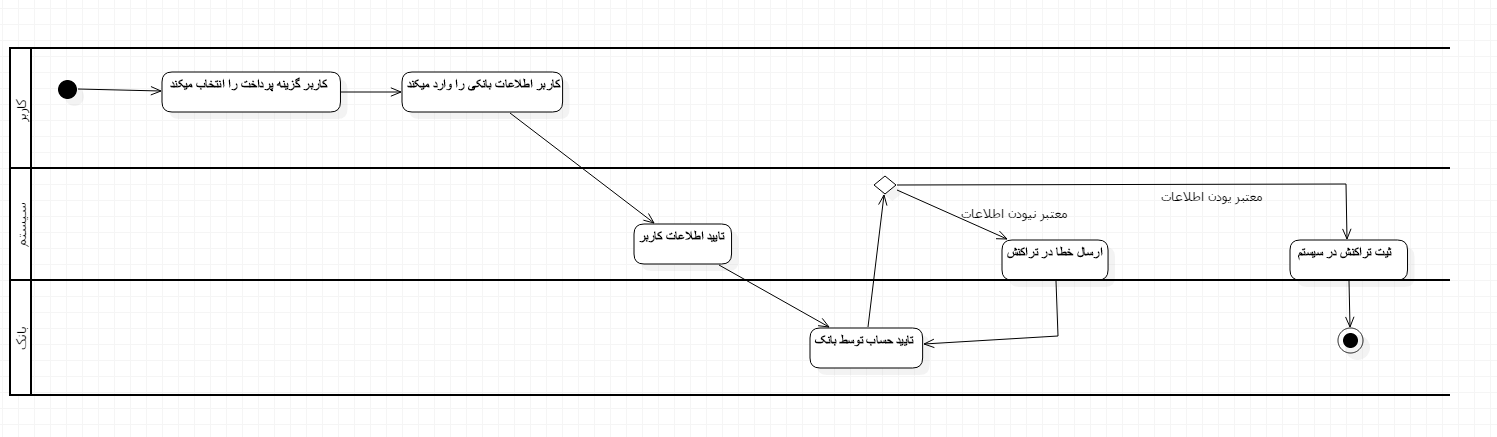 کاربر
کاربر گزینه پرداخت را انتخاب میکند
کاربر اطلاعات بانکی را وارد میکند
سیستم
معتبر بودن اطلاعات
معتبر نبودن اطلاعات
تایید اطلاعات کاربر
ارسال خطا در تراکنش
ثبت تراکنش در سیستم
بانک
تایید حساب توسط بانک